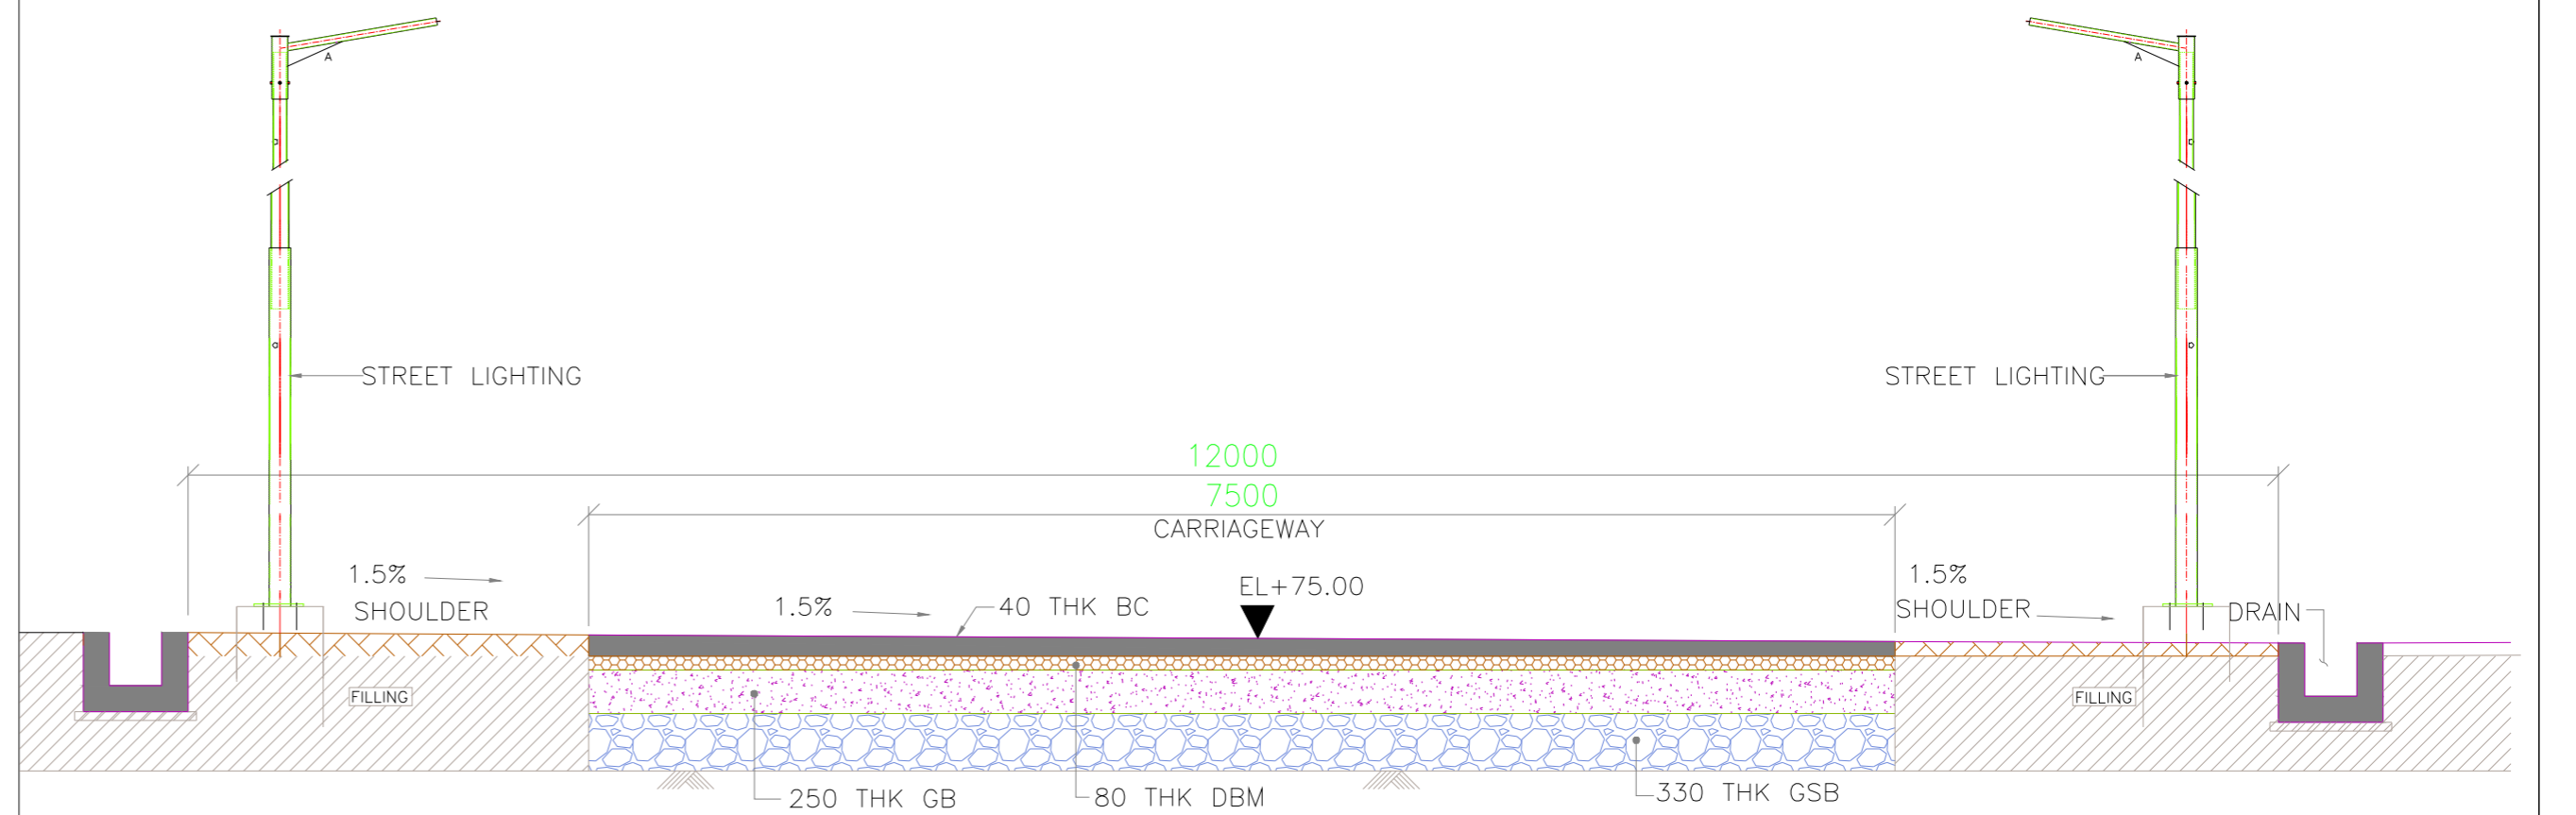 A
A
STREET LIGHTING
STREET LIGHTING
12000
7500
CARRIAGEWAY
1.5%
SHOULDER
1.5%
40 THK BC
EL+75.00
1.5%
SHOULDER
DRAIN
FILLING
FILLING
250 THK GB
80 THK DBM
330 THK GSB